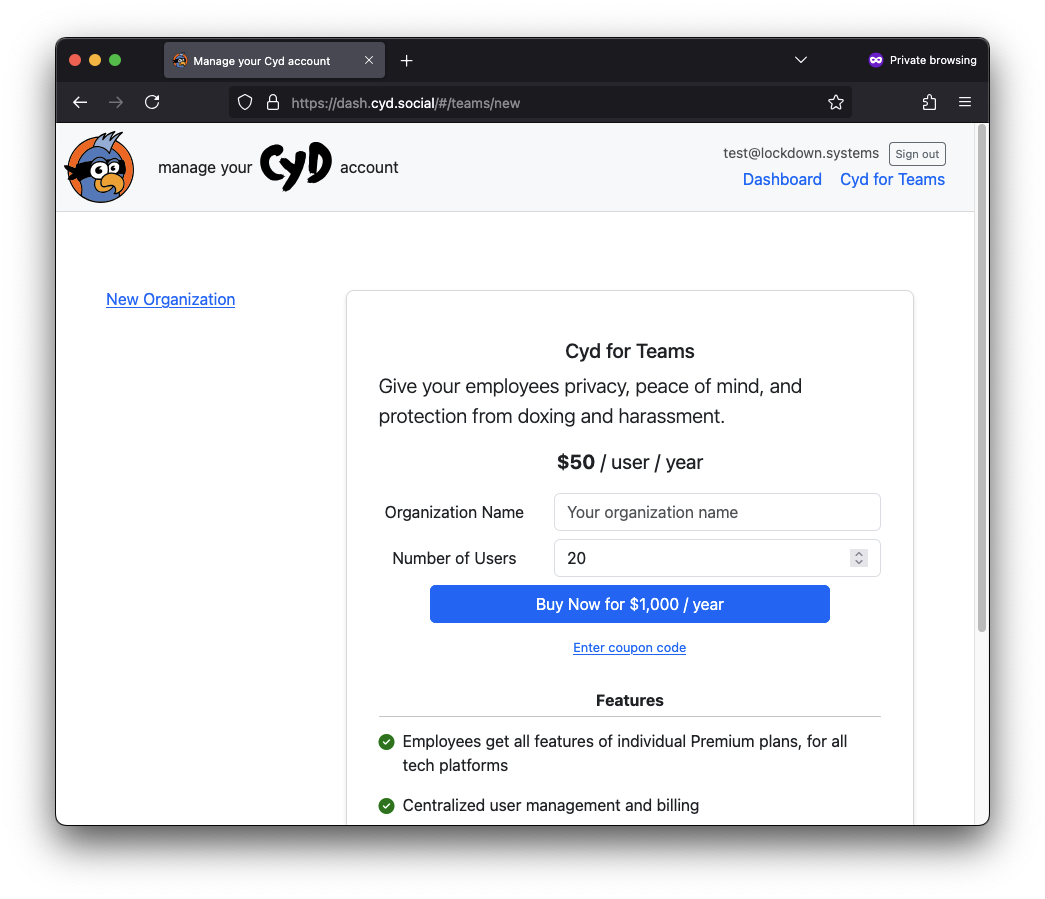 Manage your Cyd account
Private browsing
https://dash.cyd.social/#/teams/new
manage your CyD account
test@lockdown.systems Sign out
Dashboard Cyd for Teams
New Organization
Cyd for Teams
Give your employees privacy, peace of mind, and
protection from doxing and harassment.
$50 / user / year
Organization Name Your organization name
Number of Users 20
Buy Now for $1,000 / year
Enter coupon code
Features
Employees get all features of individual Premium plans, for all
tech platforms
Centralized user management and billing